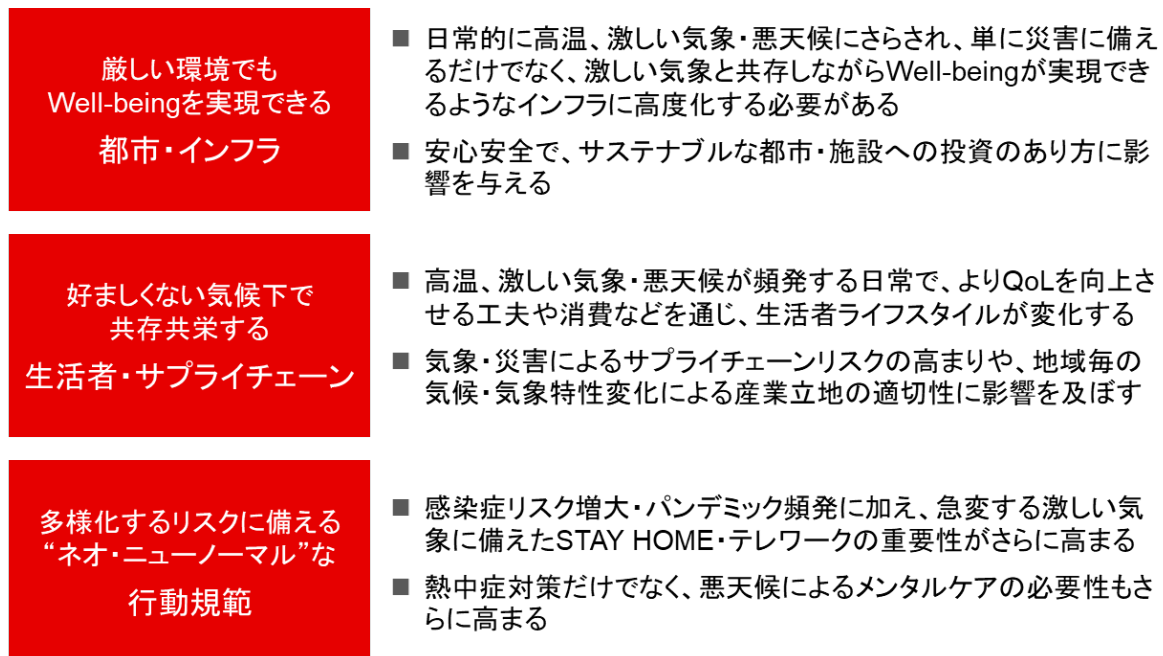 厳しい環境でも
Well-beingを実現できる
都市・インフラ
■ 日常的に高温、激しい気象・悪天候にさらされ、単に災害に備え
るだけでなく、激しい気象と共存しながらWell-beingが実現でき
るようなインフラに高度化する必要がある
■ 安心安全で、サステナブルな都市・施設への投資のあり方に影
響を与える
好ましくない気候下で
共存共栄する
生活者・サプライチェーン
■ 高温、激しい気象・悪天候が頻発する日常で、よりQoLを向上さ
せる工夫や消費などを通じ、生活者ライフスタイルが変化する
■ 気象・災害によるサプライチェーンリスクの高まりや、地域毎の
気候・気象特性変化による産業立地の適切性に影響を及ぼす
多様化するリスクに備える
“ネオ・ニューノーマル”な
行動規範
■ 感染症リスク増大・パンデミック頻発に加え、急変する激しい気
象に備えたSTAY HOME・テレワークの重要性がさらに高まる
■ 熱中症対策だけでなく、悪天候によるメンタルケアの必要性もさ
らに高まる